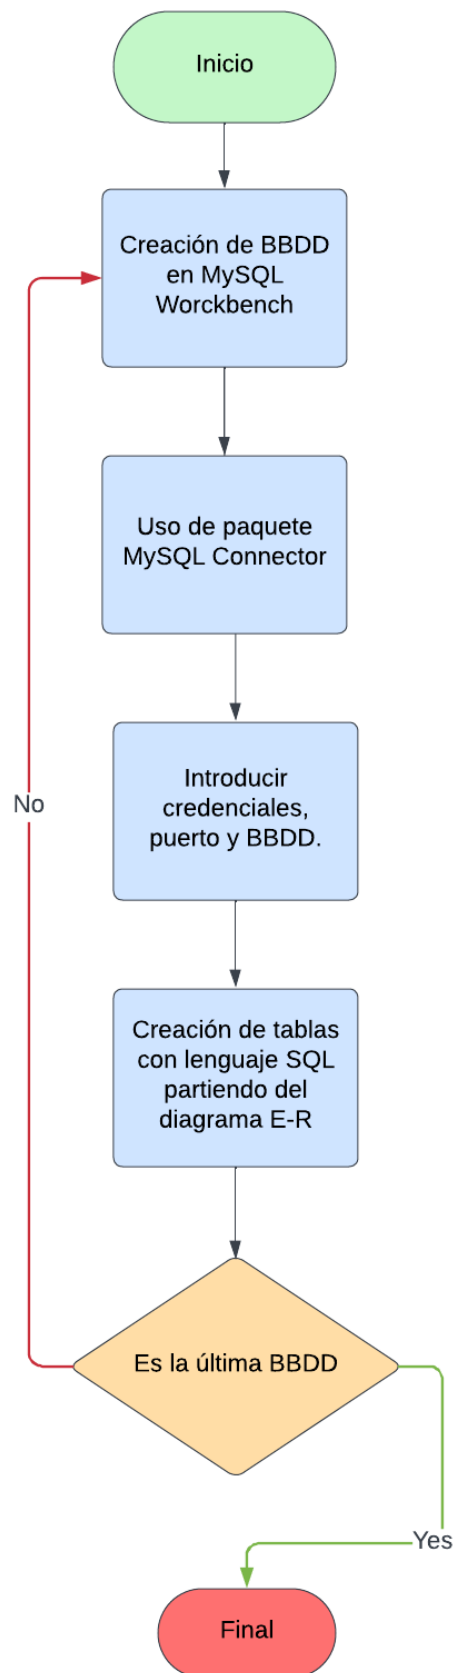 Inicio
Creación de BBDD
en MySQL
Worckbench
Uso de paquete
MySQL Connector
Introducir
credenciales,
puerto y BBDD.
No
Creación de tablas
con lenguaje SQL
partiendo del
diagrama E-R
Es la última BBDD
Yes
Final